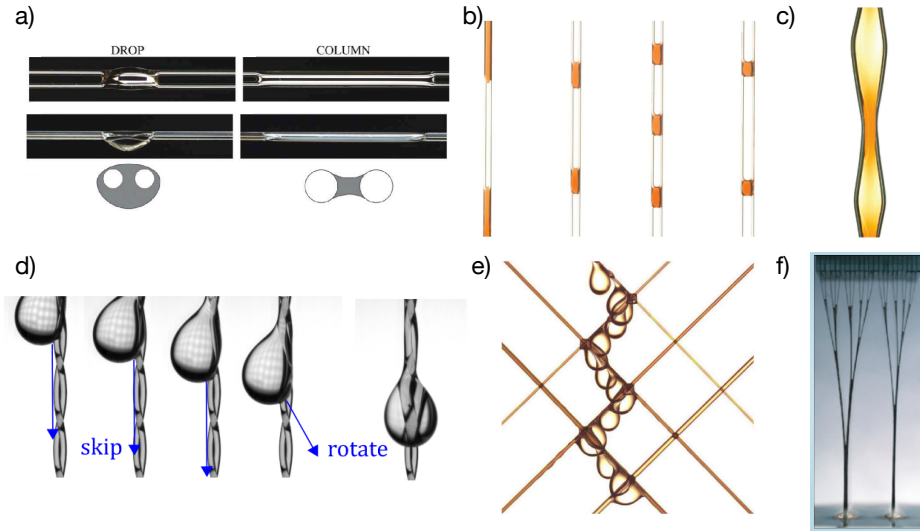 a)
DROP
COLUMN
b)
c)
d)
skip
rotate
e)
f)